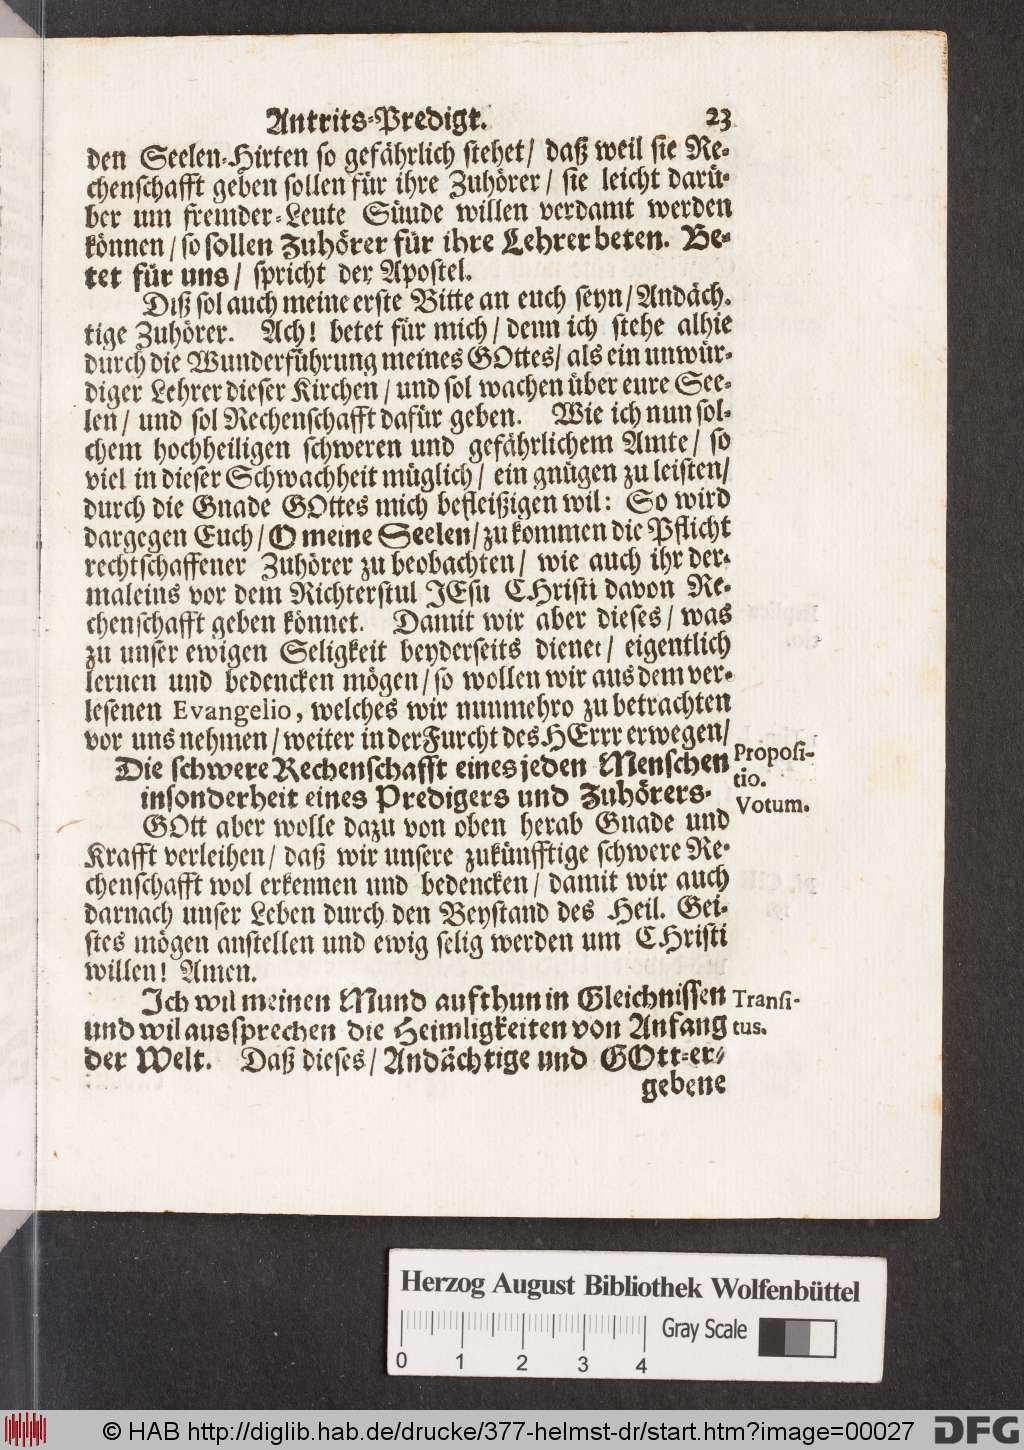 Antrits-Predigt. 23
den Seelen-Hirten so gefährlich stehet/ daß weil sie Re-
chenschafft geben sollen für ihre Zuhörer/ sie leicht darü-
ber um fremder-Leute Sünde willen verdamt werden
können/ so sollen Zuhörer für ihre Lehrer beten. Be-
tet für uns/ spricht der Apostel.
Diß sol auch meine erste Bitte an euch seyn/ Andäch-
tige Zuhörer. Ach! betet für mich/ denn ich stehe alhie
durch die Wunderführung meines GOttes/ als ein unwür-
diger Lehrer dieser Kirchen/ und sol wachen über eure See-
len/ und sol Rechenschafft dafür geben. Wie ich nun sol-
chem hochheiligen schweren und gefährlichem Amte/ so
viel in dieser Schwachheit müglich/ ein gnügen zu leisten/
durch die Gnade GOttes mich befleißigen wil: So wird
dargegen Euch/ O meine Seelen/ zu kommen die Pflicht
rechtschaffener Zuhörer zu beobachten/ wie auch ihr der-
maleins vor dem Richterstul JEsu CHristi davon Re-
chenschafft geben könnet. Damit wir aber dieses/ was
zu unser ewigen Seligkeit beyderseits dienet/ eigentlich
lernen und bedencken mögen/ so wollen wir aus dem ver-
lesenen Evangelio, welches wir nunmehro zu betrachten
vor uns nehmen/ weiter in der Furcht des HErrr erwegen/
Die schwere Rechenschafft eines jeden Menschen
insonderheit eines Predigers und Zuhörers.
Proposi-
tio.
Votum.
GOtt aber wolle dazu von oben herab Gnade und
Krafft verleihen/ daß wir unsere zukünfftige schwere Re-
chenschafft wol erkennen und bedencken/ damit wir auch
darnach unser Leben durch den Beystand des Heil. Gei-
stes mögen anstellen und ewig selig werden um CHristi
willen! Amen.
Ich wil meinen Mund aufthun in Gleichnissen
und wil aussprechen die Heimligkeiten von Anfang
der Welt. Daß dieses/ Andächtige und GOtt-er-
gebene
Transi-
tus.
Herzog August Bibliothek Wolfenbüttel
Gray Scale
0 1 2 3 4
© HAB http://diglib.hab.de/drucke/377-helmst-dr/start.htm?image=00027
DFG